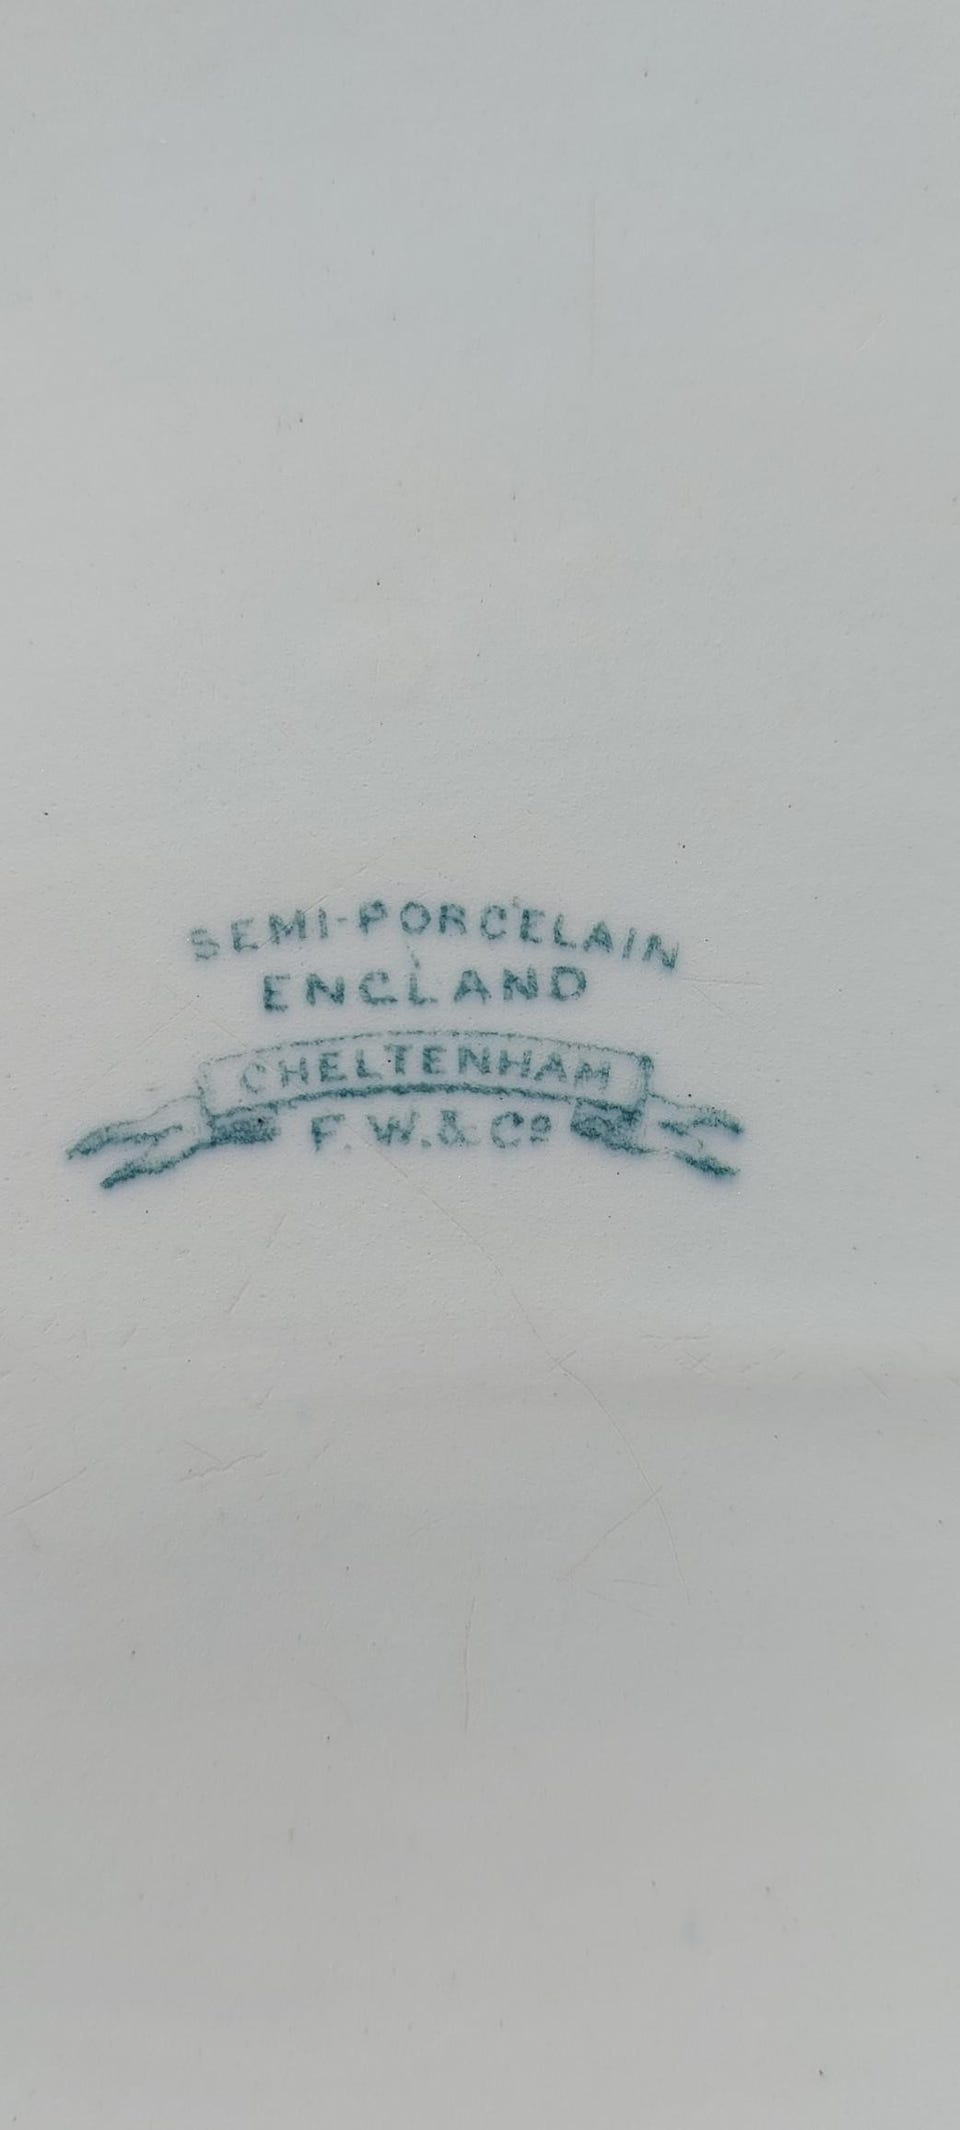 SEMI-PORCELAIN
ENGLAND
CHELTENHAM
F. W. & Co